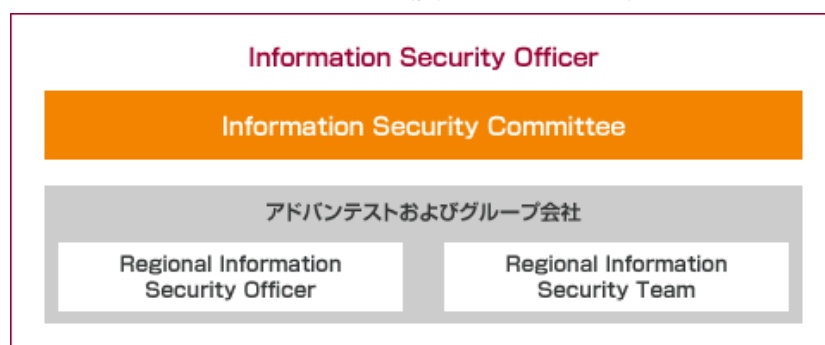 Information Security Officer
Information Security Committee
アドバンテストおよびグループ会社
Regional Information
Security Officer
Regional Information
Security Team